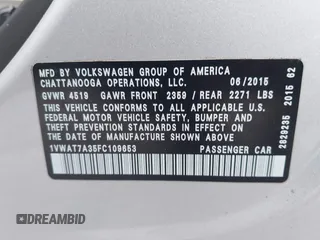 MFD BY VOLKSWAGEN GROUP OF AMERICA
CHATTANOOGA OPERATIONS, LLC. 06/2015
GVWR 4519 GAWR FRONT 2359 / REAR 2271 LBS
THIS VEHICLE CONFORMS TO ALL APPLICABLE U.S.
FEDERAL MOTOR VEHICLE SAFETY, BUMPER, AND
THEFT PREVENTION STANDARDS IN EFFECT ON THE
DATE OF MANUFACTURE SHOWN ABOVE.
1VWAT7A35FC109653 PASSENGER CAR
2829235 2015 62
DREAMBID